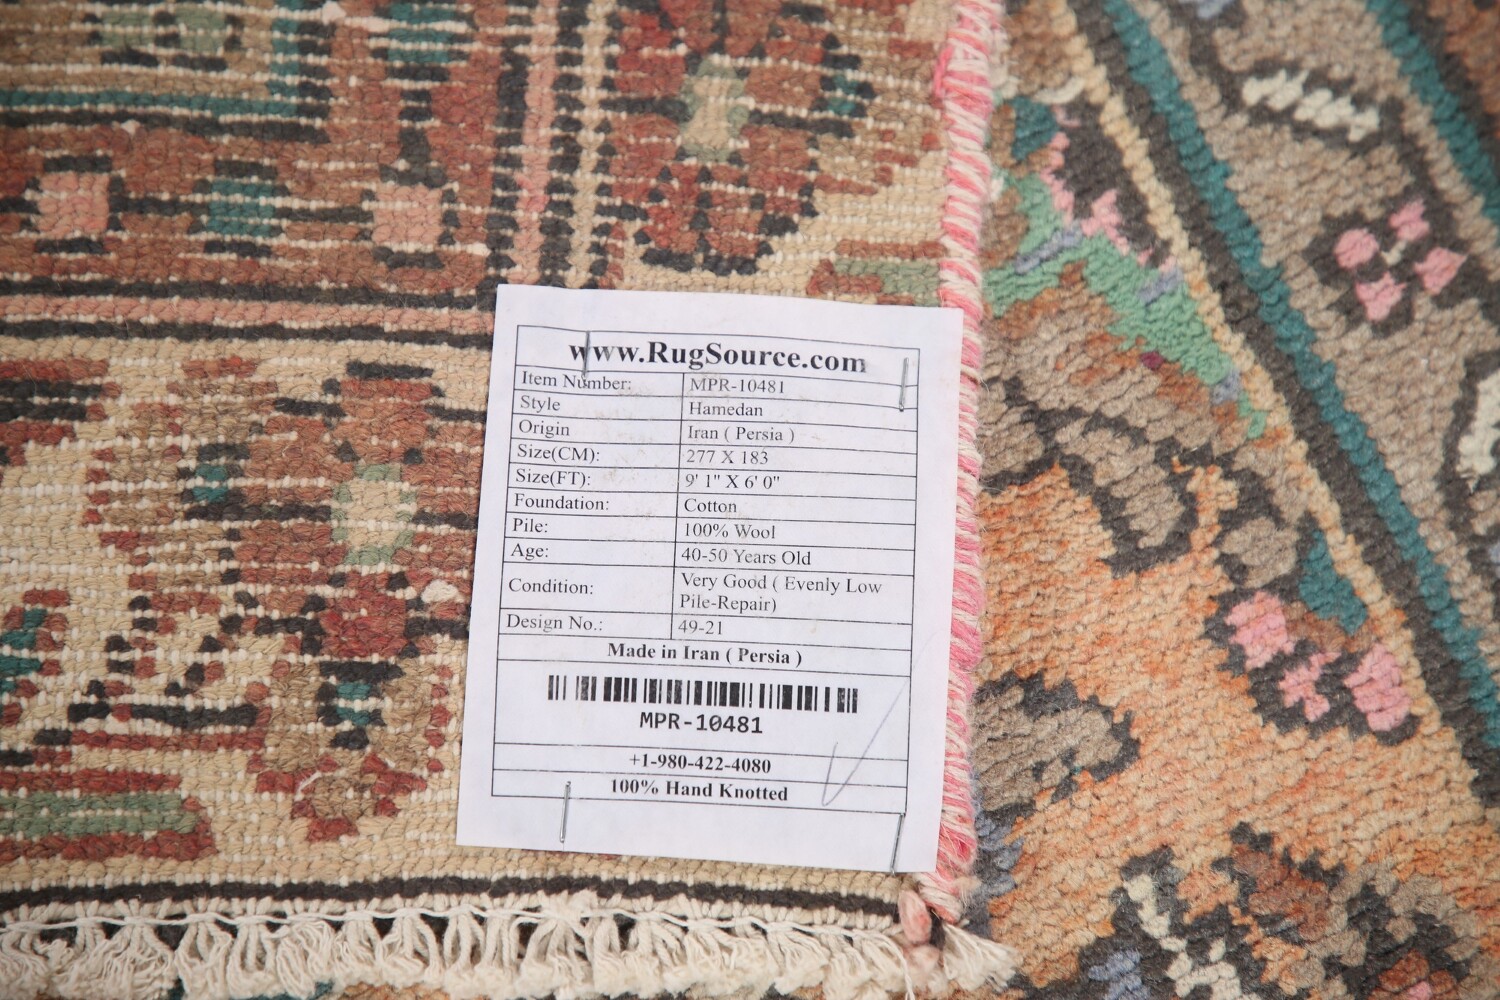 www.RugSource.com
Item Number: MPR-10481
Style Hamedan
Origin Iran ( Persia )
Size(CM): 277 X 183
Size(FT): 9' 1" X 6' 0"
Foundation: Cotton
Pile: 100% Wool
Age: 40-50 Years Old
Condition: Very Good ( Evenly Low
Pile-Repair)
Design No.: 49-21
Made in Iran ( Persia )
MPR-10481
+1-980-422-4080
100% Hand Knotted